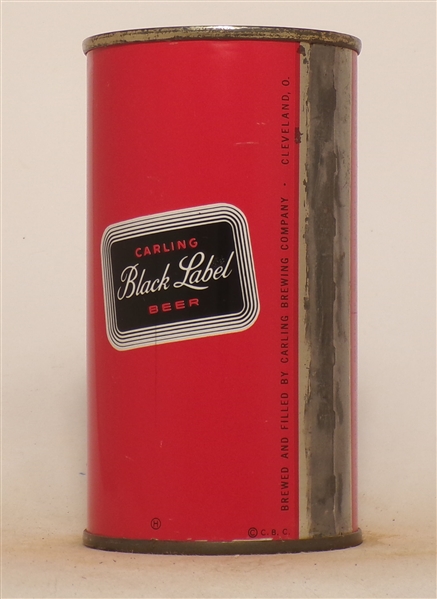 CARLING
Black Label
BEER
BREWED AND FILLED BY CARLING BREWING COMPANY · CLEVELAND, O.
M
© C. B. C.